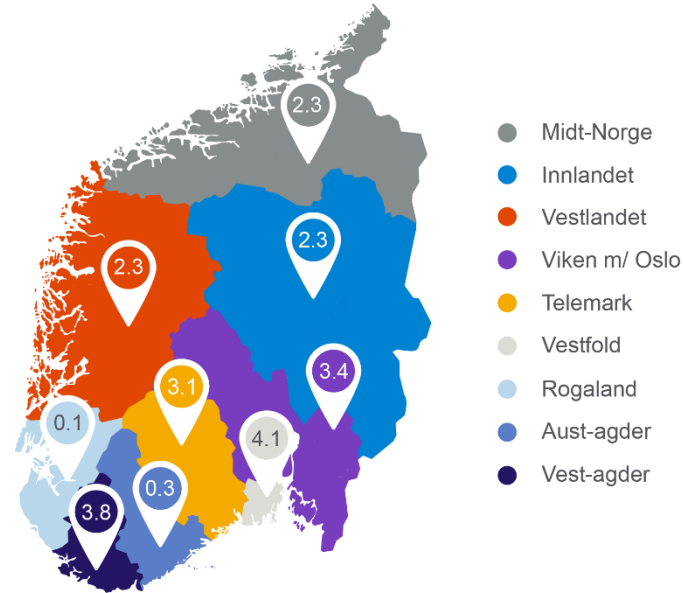 2.3
2.3
2.3
3.4
3.1
0.1
4.1
0.3
3.8
Midt-Norge
Innlandet
Vestlandet
Viken m/ Oslo
Telemark
Vestfold
Rogaland
Aust-agder
Vest-agder